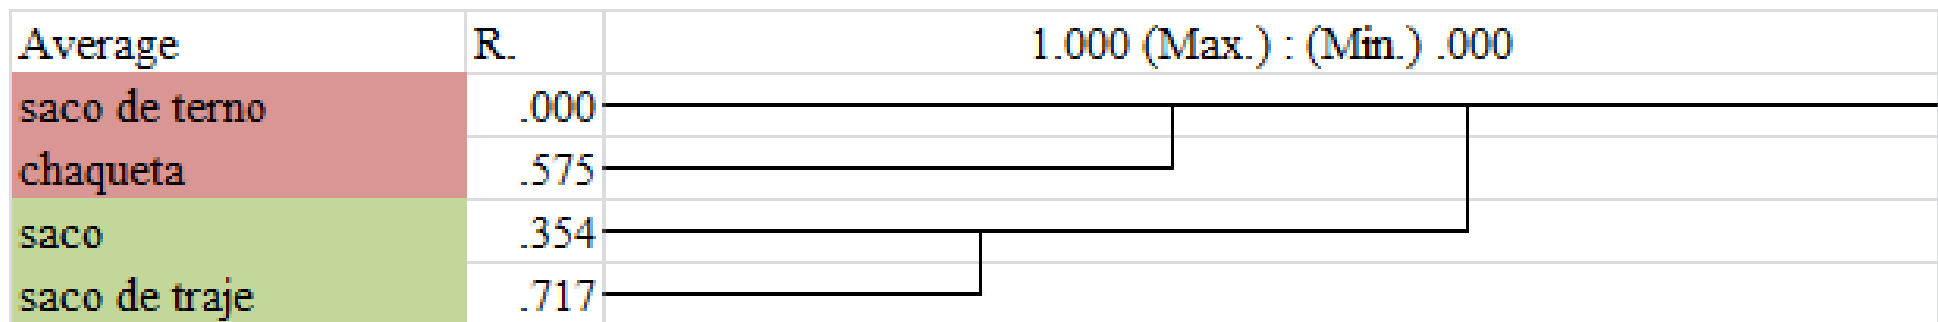 Average R. 1.000 (Max.) : (Min.) .000
saco de terno .000
chaqueta .575
saco .354
saco de traje .717